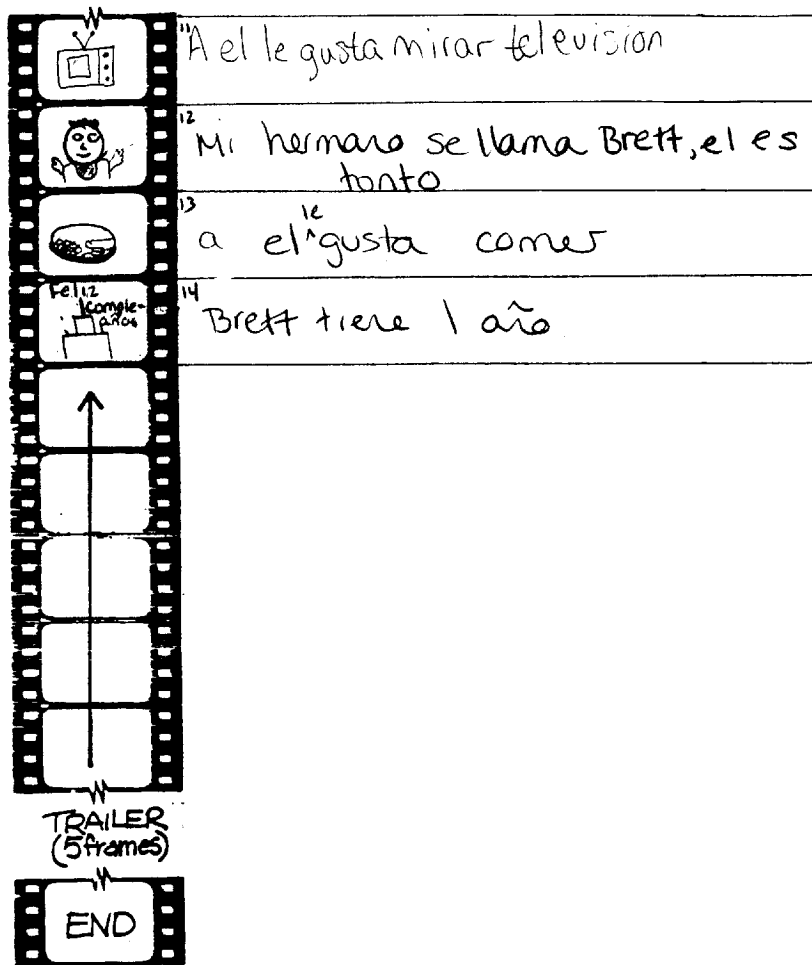 11 A el le gusta mirar television
12 Mi hermano se llama Brett, el es
tonto
13 a el ^le gusta comer
Feliz
cumple-
años
14 Brett tiene 1 año
TRAILER
(5 frames)
END